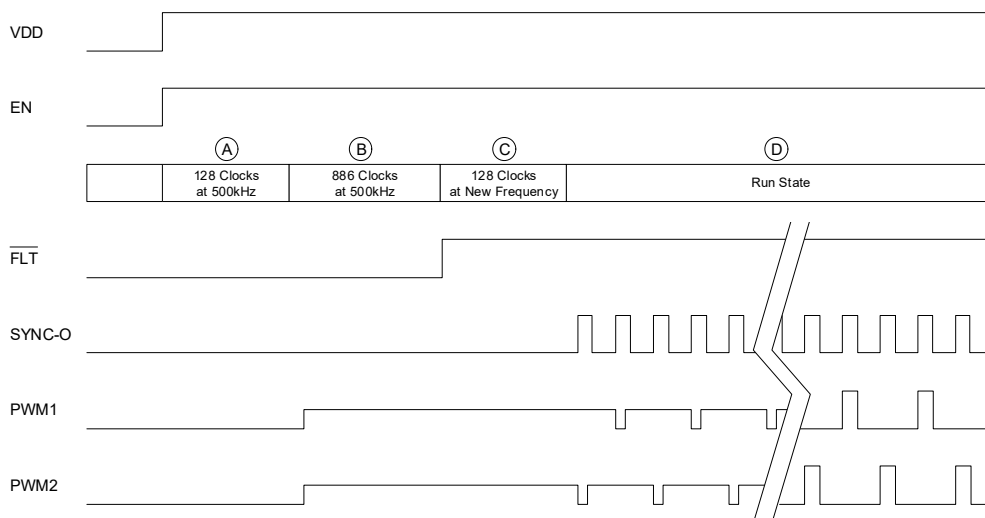 VDD
EN
A
B
C
D
128 Clocks
at 500kHz
886 Clocks
at 500kHz
128 Clocks
at New Frequency
Run State
FLT
SYNC-O
PWM1
PWM2